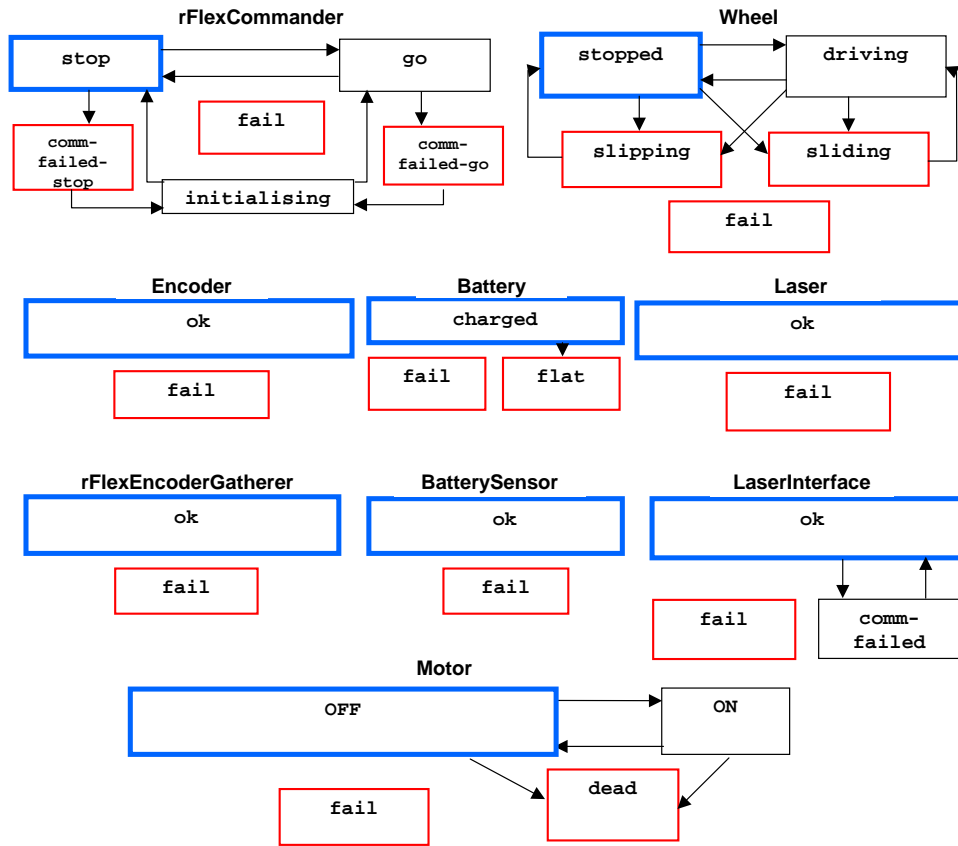 rFlexCommander
stop
go
fail
comm-
failed-
stop
comm-
failed-go
initialising
Wheel
stopped
driving
slipping
sliding
fail
Encoder
ok
fail
Battery
charged
fail
flat
Laser
ok
fail
rFlexEncoderGatherer
ok
fail
BatterySensor
ok
fail
LaserInterface
ok
fail
comm-
failed
Motor
OFF
ON
fail
dead